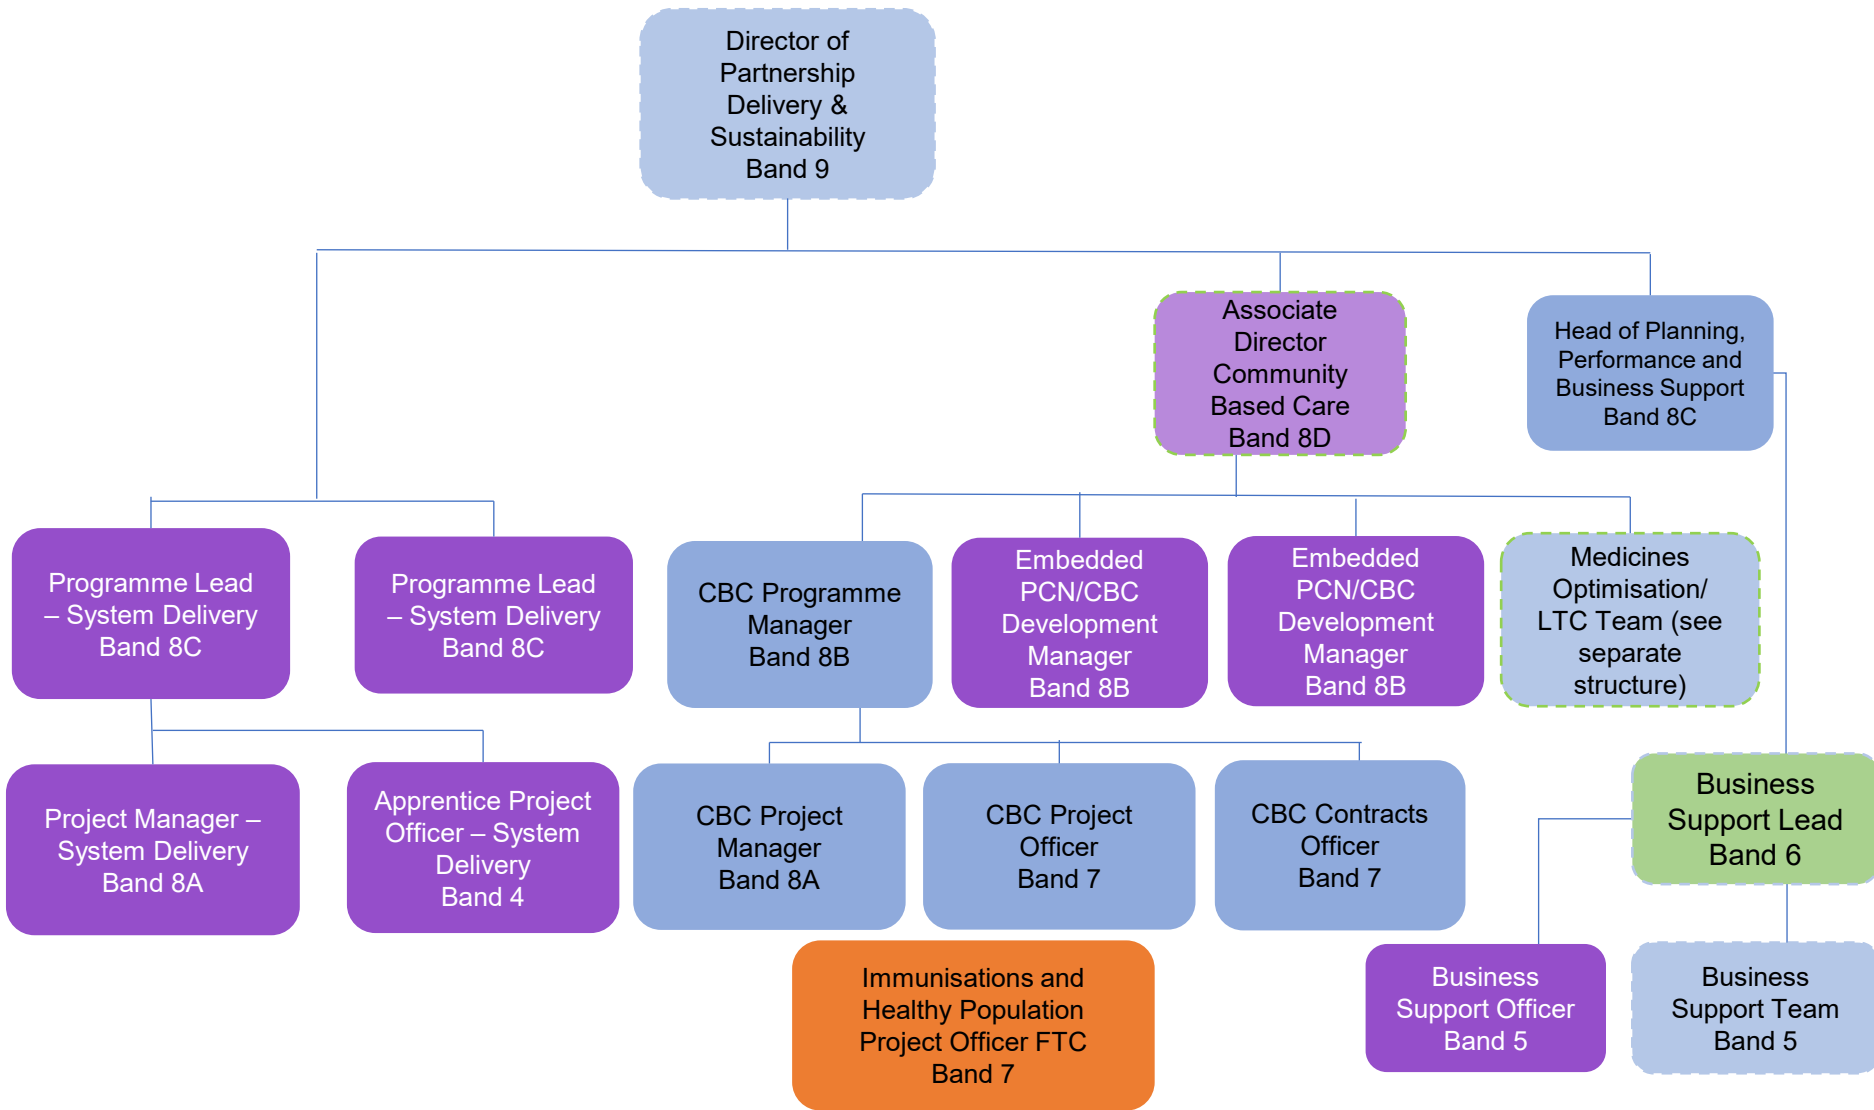 Director of
Partnership
Delivery &
Sustainability
Band 9
Associate
Director
Community
Based Care
Band 8D
Head of Planning,
Performance and
Business Support
Band 8C
Programme Lead
– System Delivery
Band 8C
Programme Lead
– System Delivery
Band 8C
CBC Programme
Manager
Band 8B
Embedded
PCN/CBC
Development
Manager
Band 8B
Embedded
PCN/CBC
Development
Manager
Band 8B
Medicines
Optimisation/
LTC Team (see
separate
structure)
Project Manager –
System Delivery
Band 8A
Apprentice Project
Officer – System
Delivery
Band 4
CBC Project
Manager
Band 8A
CBC Project
Officer
Band 7
CBC Contracts
Officer
Band 7
Business
Support Lead
Band 6
Immunisations and
Healthy Population
Project Officer FTC
Band 7
Business
Support Officer
Band 5
Business
Support Team
Band 5